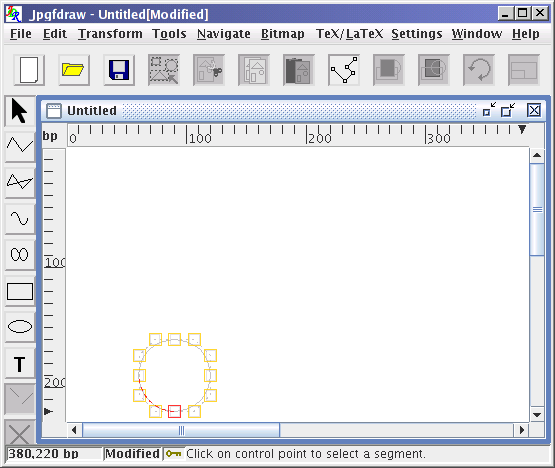 Jpgfdraw - Untitled[Modified]
File Edit Transform Tools Navigate Bitmap TeX/LaTeX Settings Window Help
Untitled
bp 0 100 200 300
100
200
T
380,220 bp Modified Click on control point to select a segment.